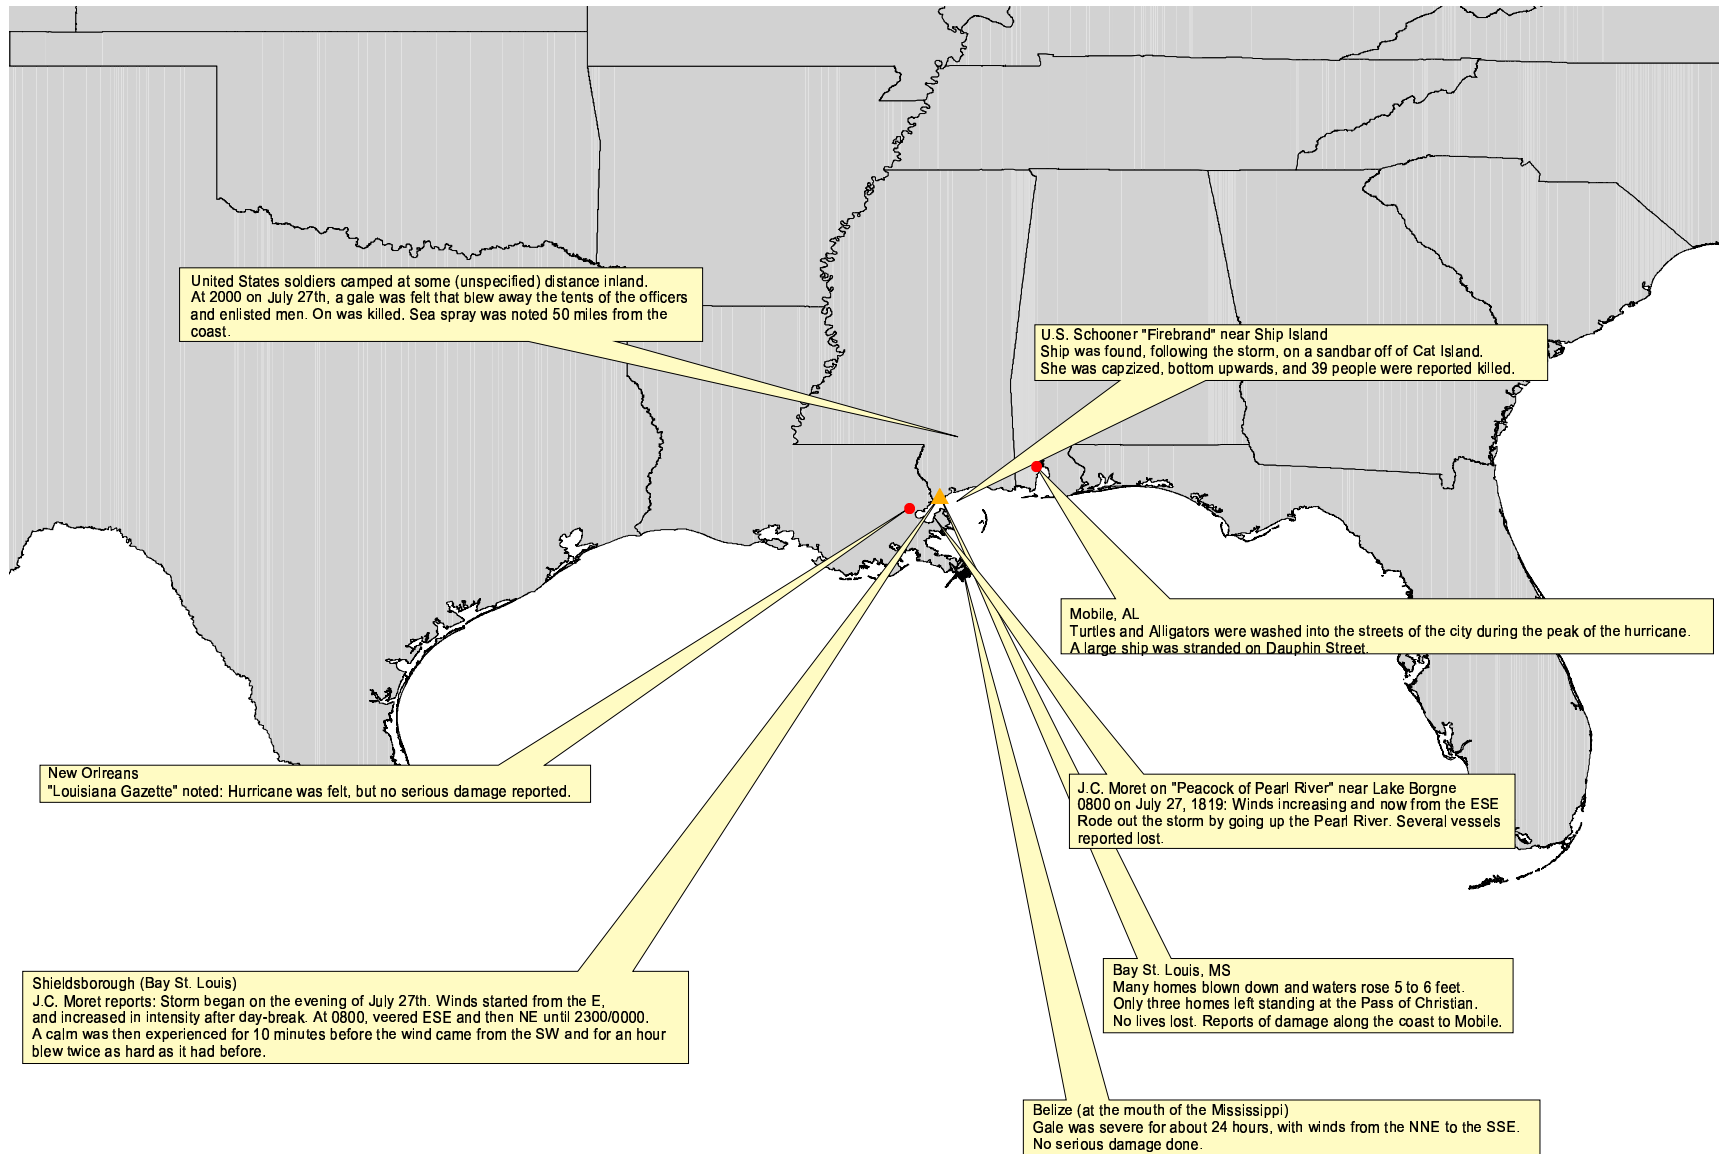 United States soldiers camped at some (unspecified) distance inland.
At 2000 on July 27th, a gale was felt that blew away the tents of the officers
and enlisted men. On was killed. Sea spray was noted 50 miles from the
coast.
U.S. Schooner "Firebrand" near Ship Island
Ship was found, following the storm, on a sandbar off of Cat Island.
She was capzized, bottom upwards, and 39 people were reported killed.
Mobile, AL
Turtles and Alligators were washed into the streets of the city during the peak of the hurricane.
A large ship was stranded on Dauphin Street.
New Orlreans
"Louisiana Gazette" noted: Hurricane was felt, but no serious damage reported.
J.C. Moret on "Peacock of Pearl River" near Lake Borgne
0800 on July 27, 1819: Winds increasing and now from the ESE
Rode out the storm by going up the Pearl River. Several vessels
reported lost.
Shieldsborough (Bay St. Louis)
J.C. Moret reports: Storm began on the evening of July 27th. Winds started from the E,
and increased in intensity after day-break. At 0800, veered ESE and then NE until 2300/0000.
A calm was then experienced for 10 minutes before the wind came from the SW and for an hour
blew twice as hard as it had before.
Bay St. Louis, MS
Many homes blown down and waters rose 5 to 6 feet.
Only three homes left standing at the Pass of Christian.
No lives lost. Reports of damage along the coast to Mobile.
Belize (at the mouth of the Mississippi)
Gale was severe for about 24 hours, with winds from the NNE to the SSE.
No serious damage done.